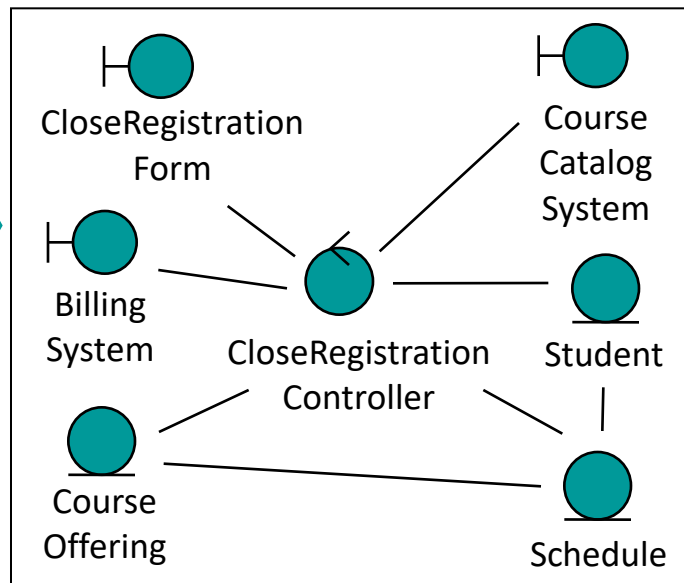 CloseRegistration
Form
Course
Catalog
System
Billing
System
CloseRegistration
Controller
Student
Course
Offering
Schedule